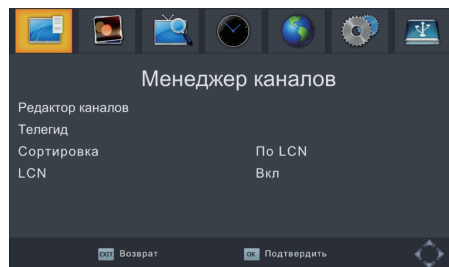 Менеджер каналов
Редактор каналов
Телегид
Сортировка По LCN
LCN Вкл
EXIT Возврат OK Подтвердить